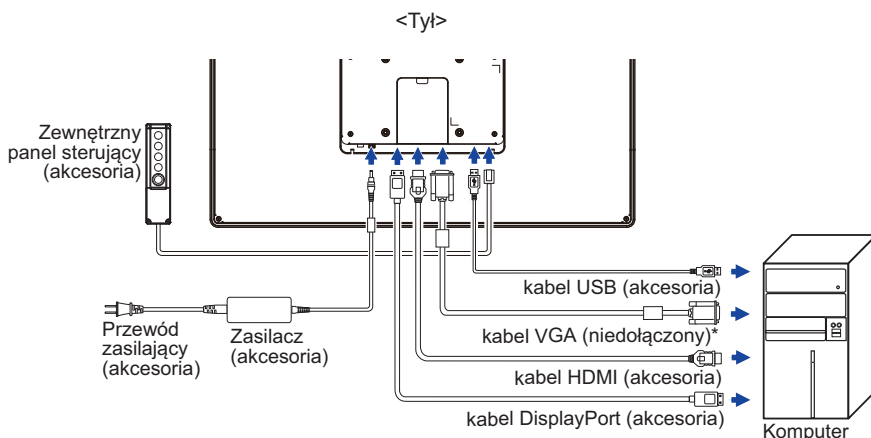 <Tył>
Zewnętrzny
panel sterujący
(akcesoria)
kabel USB (akcesoria)
Przewód
zasilający
(akcesoria)
Zasilacz
(akcesoria)
kabel VGA (niedołączony)*
kabel HDMI (akcesoria)
kabel DisplayPort (akcesoria)
Komputer